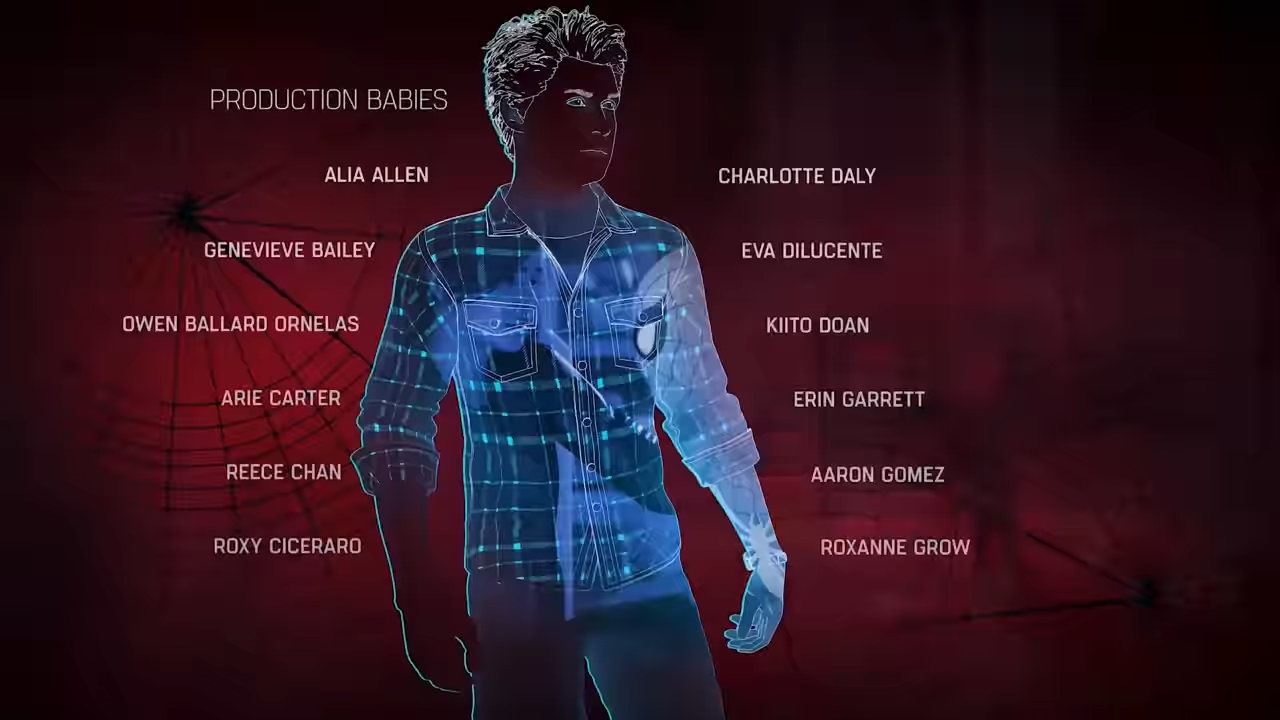 PRODUCTION BABIES
ALIA ALLEN
GENEVIEVE BAILEY
OWEN BALLARD ORNELAS
ARIE CARTER
REECE CHAN
ROXY CICERARO
CHARLOTTE DALY
EVA DILUCENTE
KIITO DOAN
ERIN GARRETT
AARON GOMEZ
ROXANNE GROW